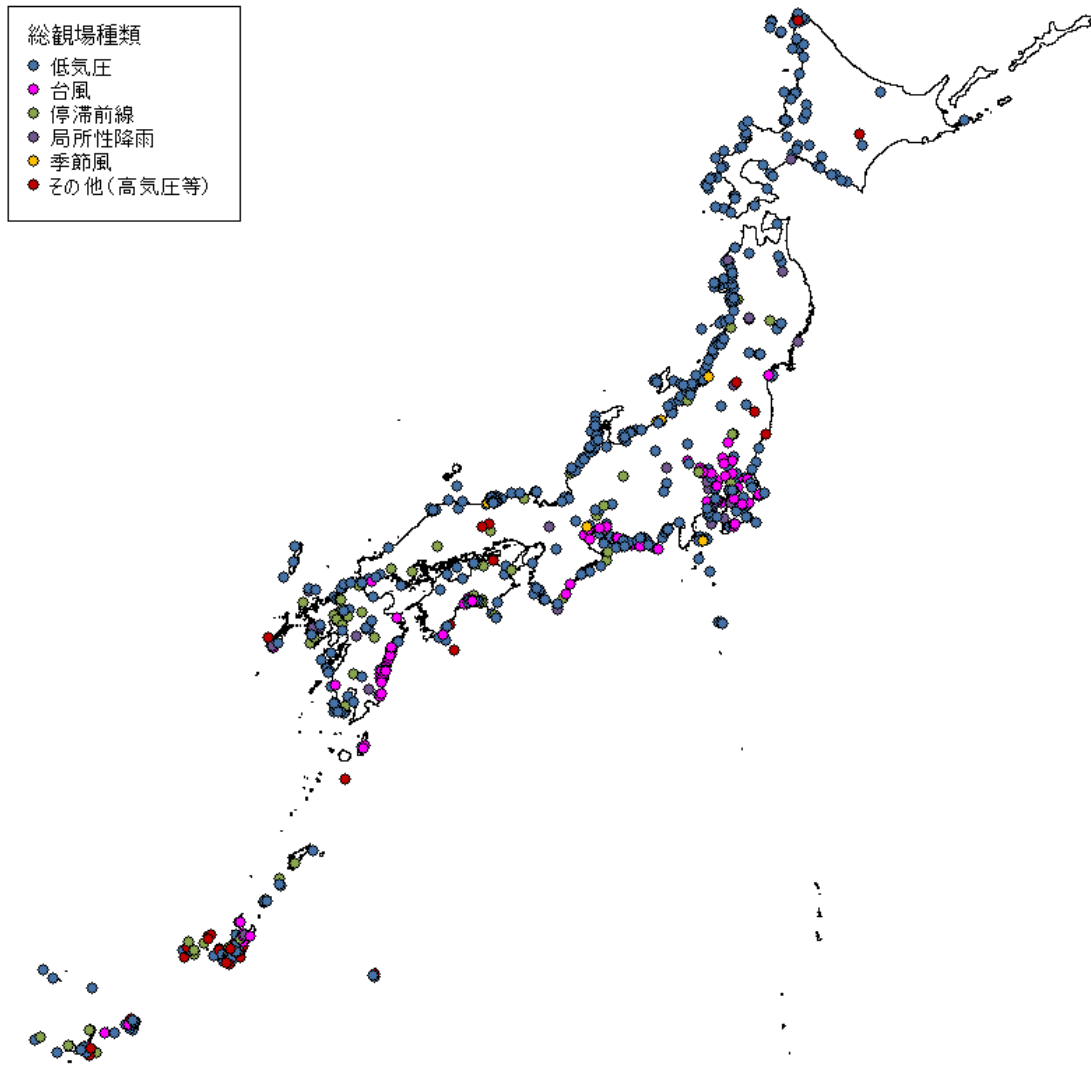 総観場種類
低気圧
台風
停滞前線
局所性降雨
季節風
その他(高気圧等)